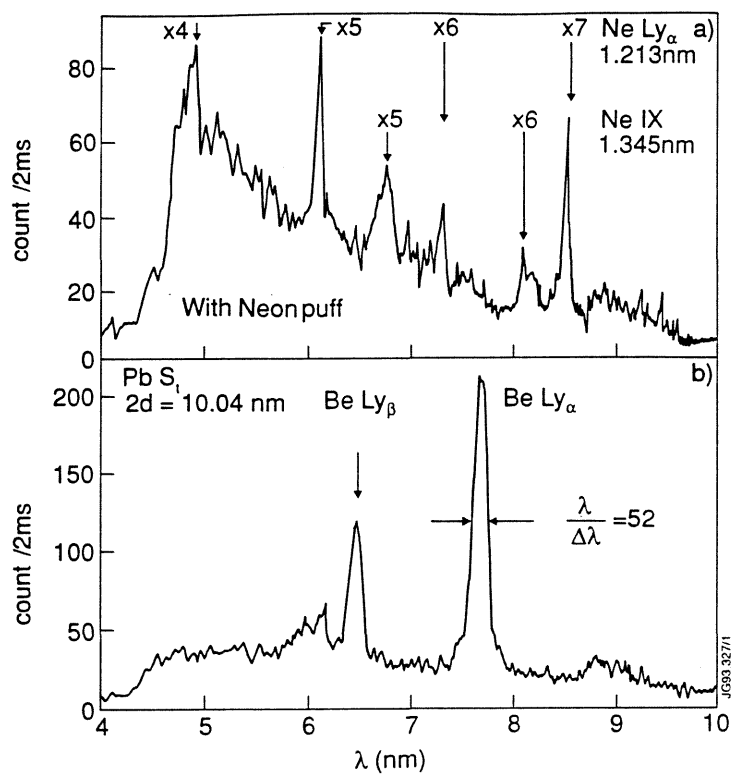 x4 x5 x6 x7 Ne Lyα a)
1.213nm
80
x5 x6 Ne IX
1.345nm
60
40
20
0
count /2ms
With Neon puff
Pb St b)
2d = 10.04 nm Be Lyβ Be Lyα
200
150
λ/Δλ =52
100
50
0
count /2ms
4 5 6 7 8 9 10
λ (nm)
JG93 327/1